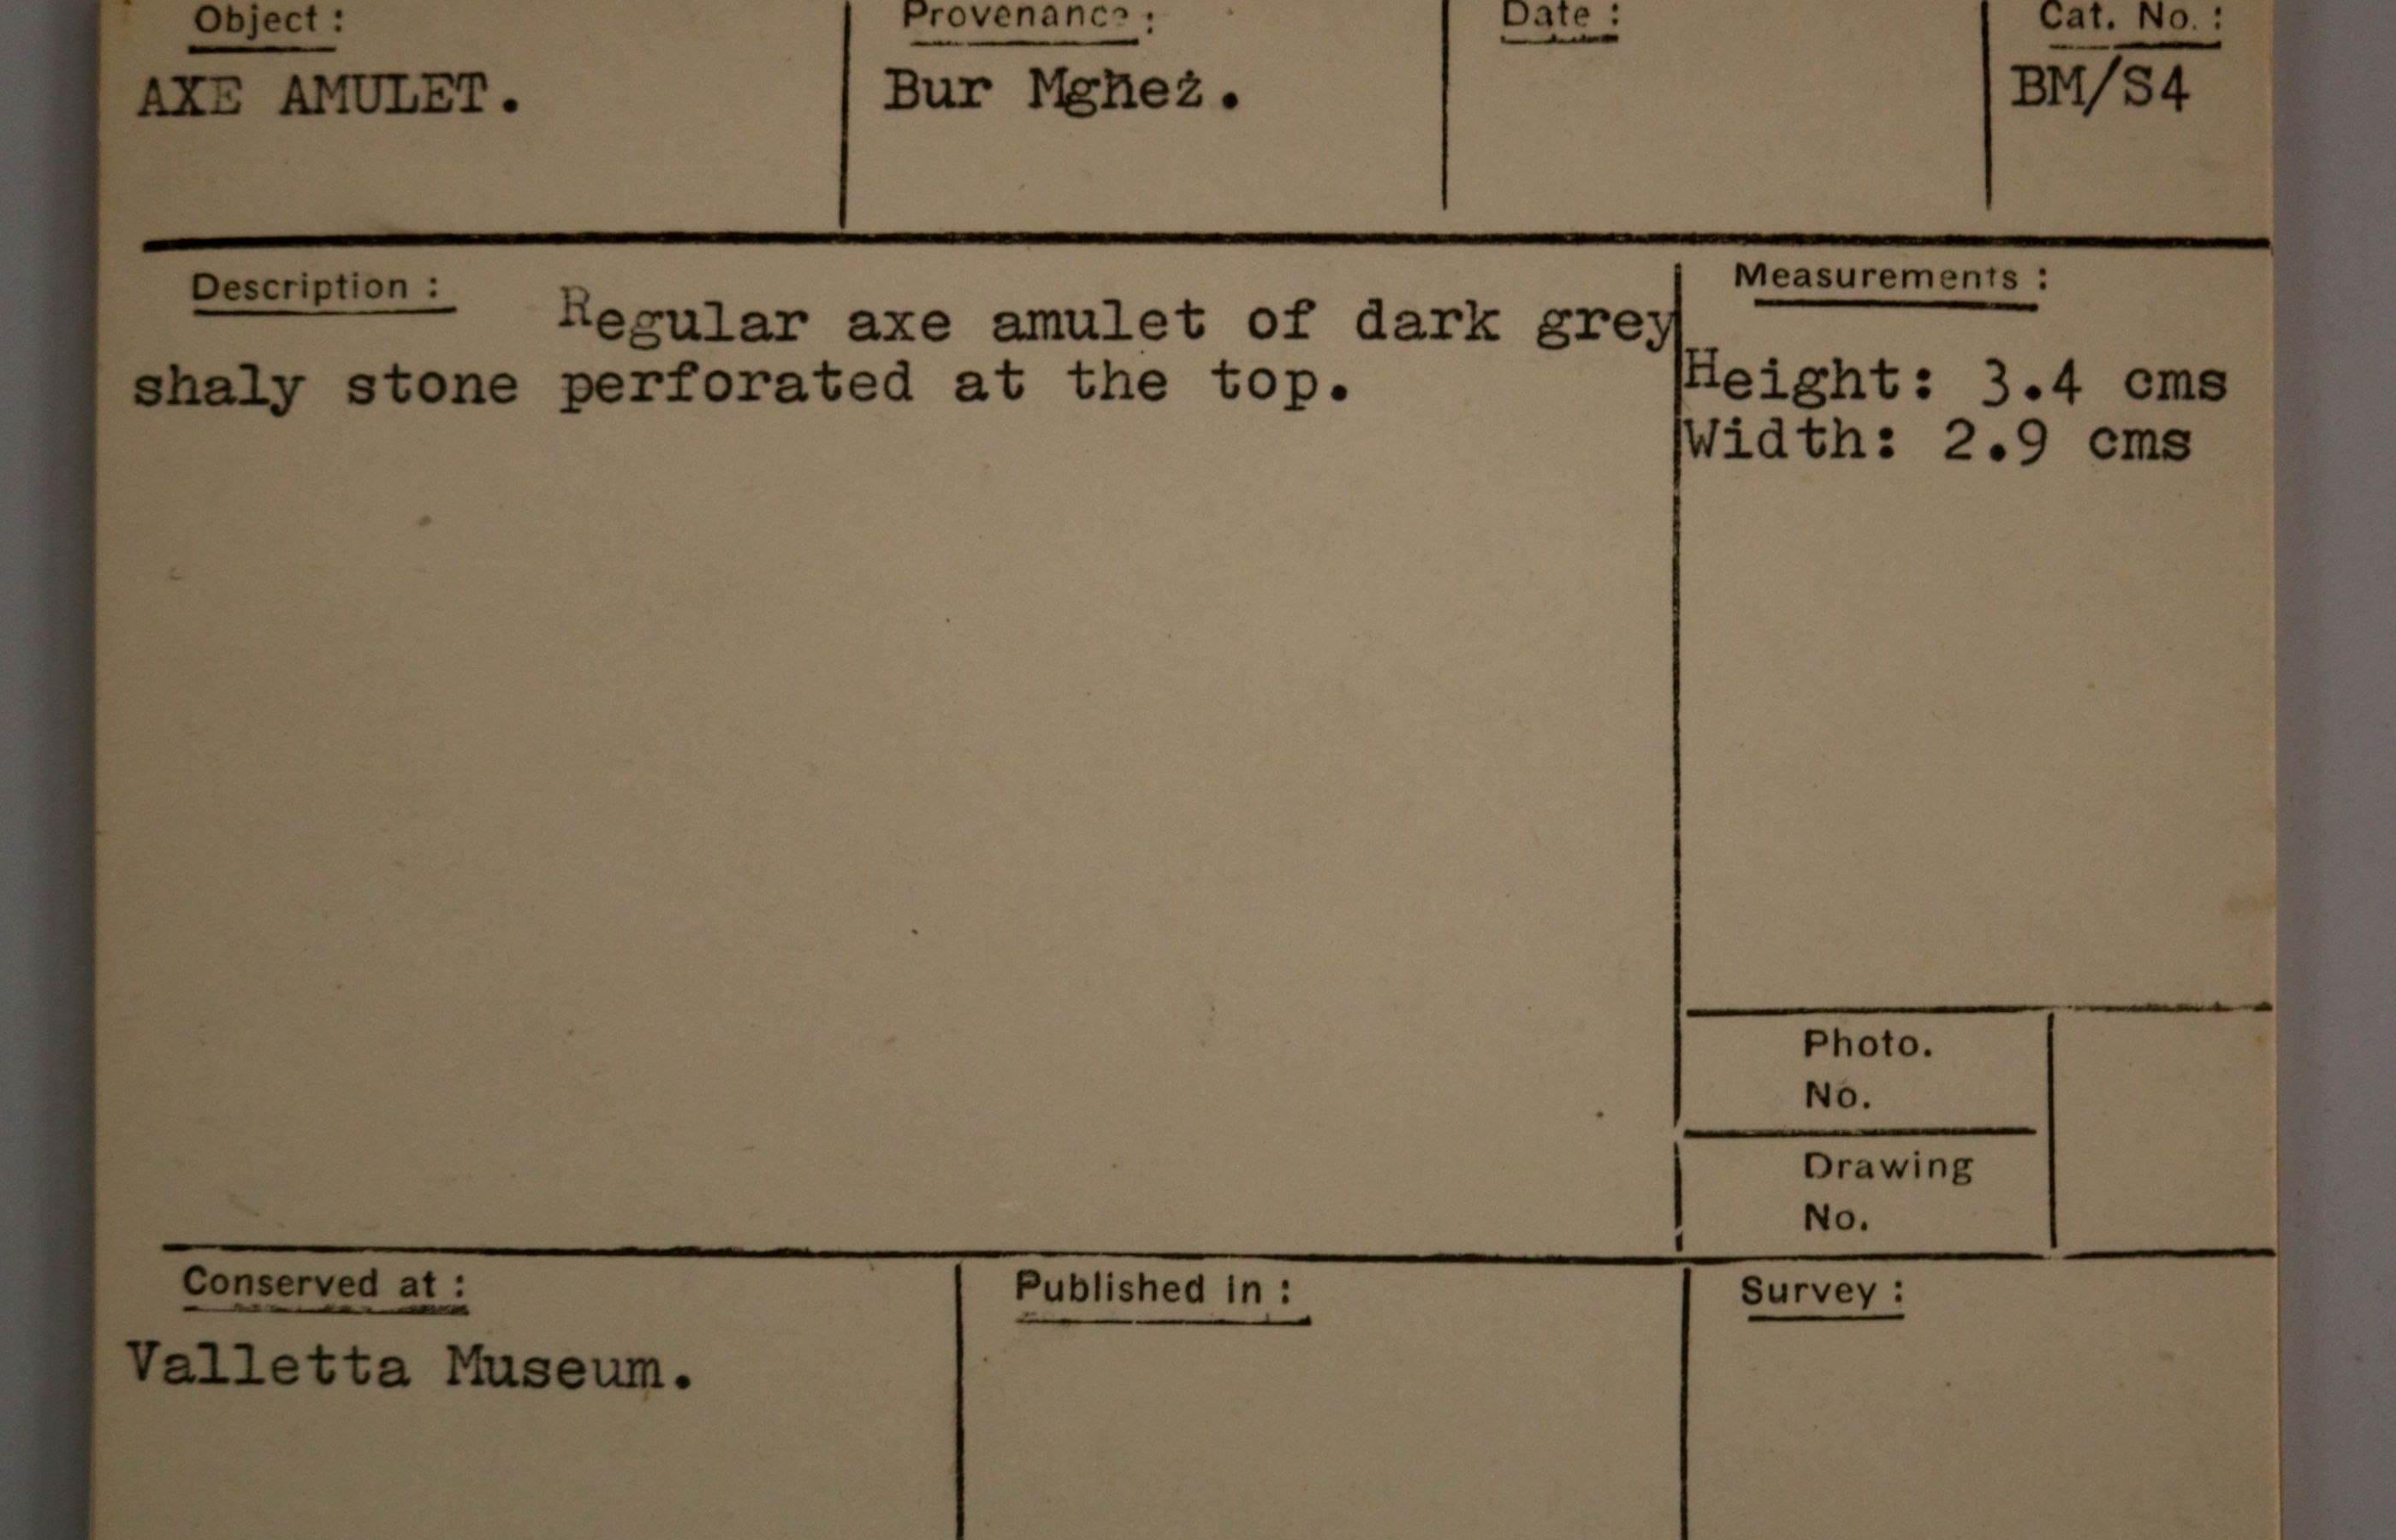 Object :
AXE AMULET.
Provenance :
Bur Mgħeż.
Date :
Cat. No. :
BM/S4
Description :
Regular axe amulet of dark grey
shaly stone perforated at the top.
Measurements :
Height: 3.4 cms
Width: 2.9 cms
Photo.
No.
Drawing
No.
Conserved at :
Valletta Museum.
Published in :
Survey :